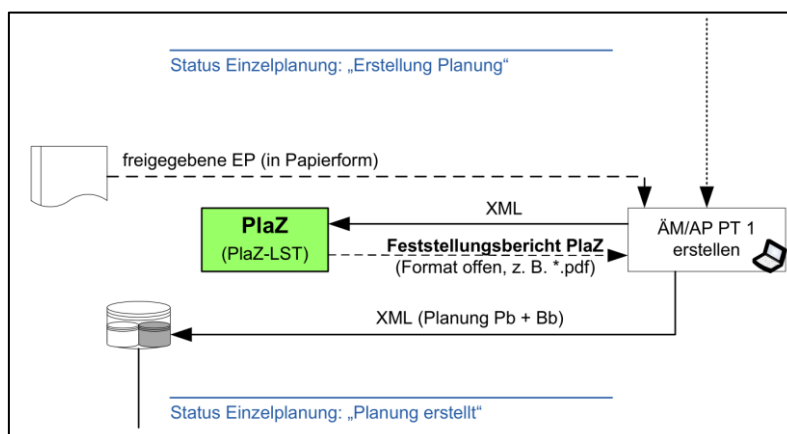 Status Einzelplanung: „Erstellung Planung“
freigegebene EP (in Papierform)
XML
PlaZ
(PlaZ-LST)
Feststellungsbericht PlaZ
(Format offen, z. B. *.pdf)
ÄM/AP PT 1
erstellen
XML (Planung Pb + Bb)
Status Einzelplanung: „Planung erstellt“